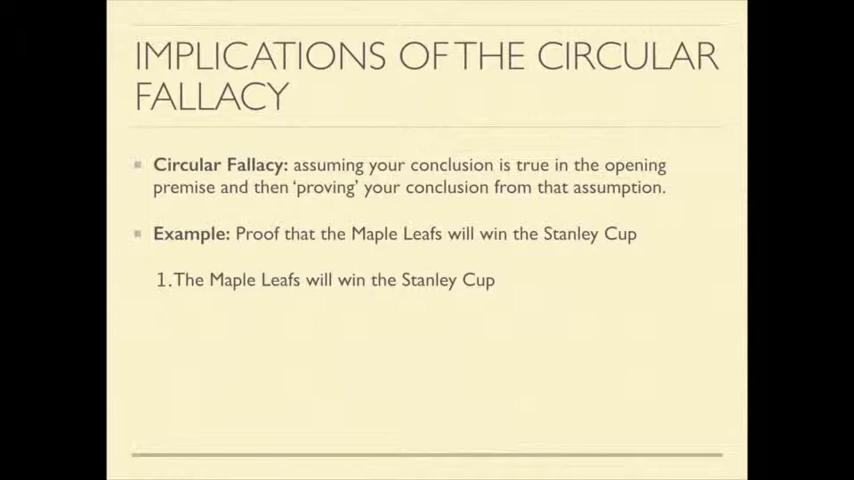 IMPLICATIONS OF THE CIRCULAR
FALLACY
Circular Fallacy: assuming your conclusion is true in the opening
premise and then ‘proving’ your conclusion from that assumption.
Example: Proof that the Maple Leafs will win the Stanley Cup
1. The Maple Leafs will win the Stanley Cup